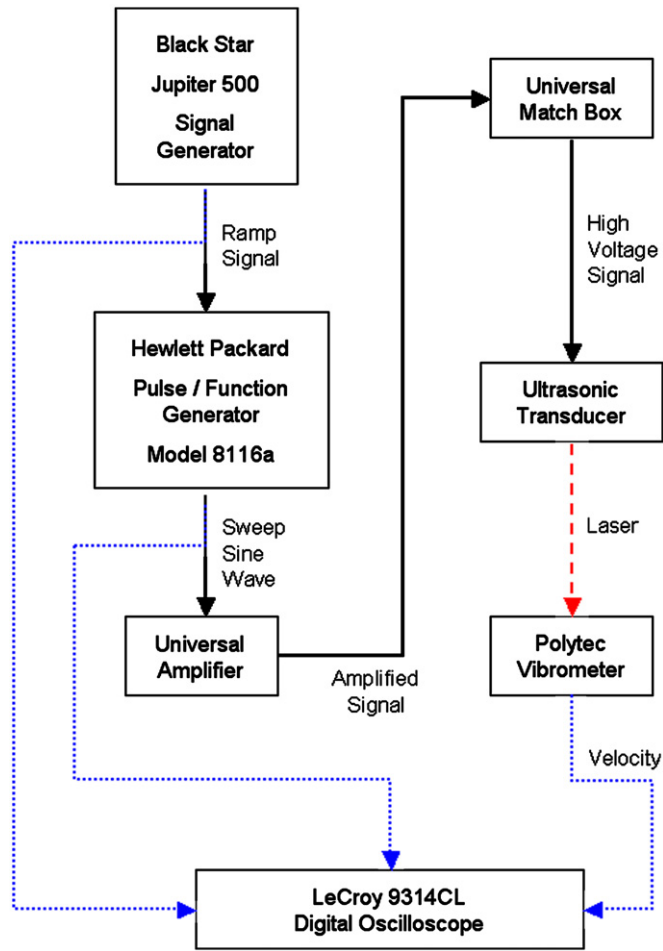 Black Star
Jupiter 500
Signal
Generator
Ramp
Signal
Hewlett Packard
Pulse / Function
Generator
Model 8116a
Sweep
Sine
Wave
Universal
Amplifier
Amplified
Signal
Universal
Match Box
High
Voltage
Signal
Ultrasonic
Transducer
Laser
Polytec
Vibrometer
Velocity
LeCroy 9314CL
Digital Oscilloscope